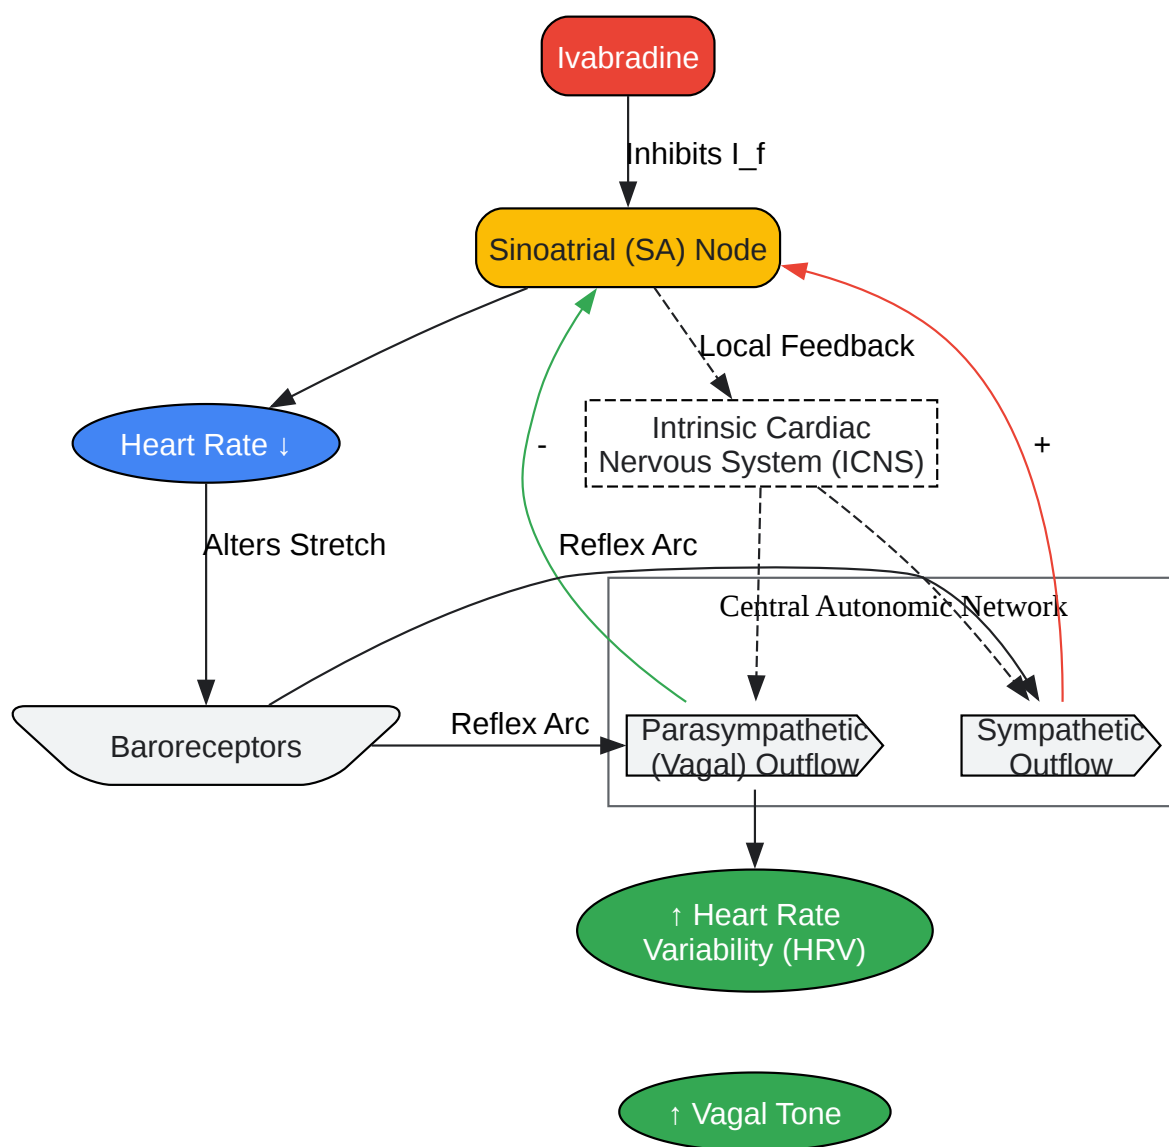 Ivabradine
Inhibits I_f
Sinoatrial (SA) Node
Local Feedback
Intrinsic Cardiac
Nervous System (ICNS)
Heart Rate ↓
-
+
Alters Stretch
Reflex Arc
Central Autonomic Network
Baroreceptors
Reflex Arc
Parasympathetic
(Vagal) Outflow
Sympathetic
Outflow
↑ Heart Rate
Variability (HRV)
↑ Vagal Tone